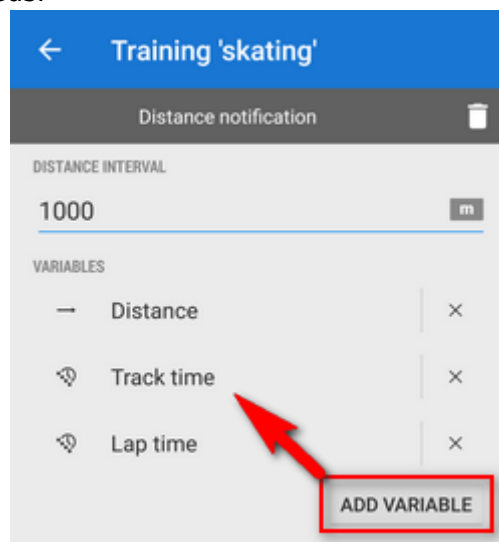 Training 'skating'
Distance notification
DISTANCE INTERVAL
1000 m
VARIABLES
Distance
Track time
Lap time
ADD VARIABLE